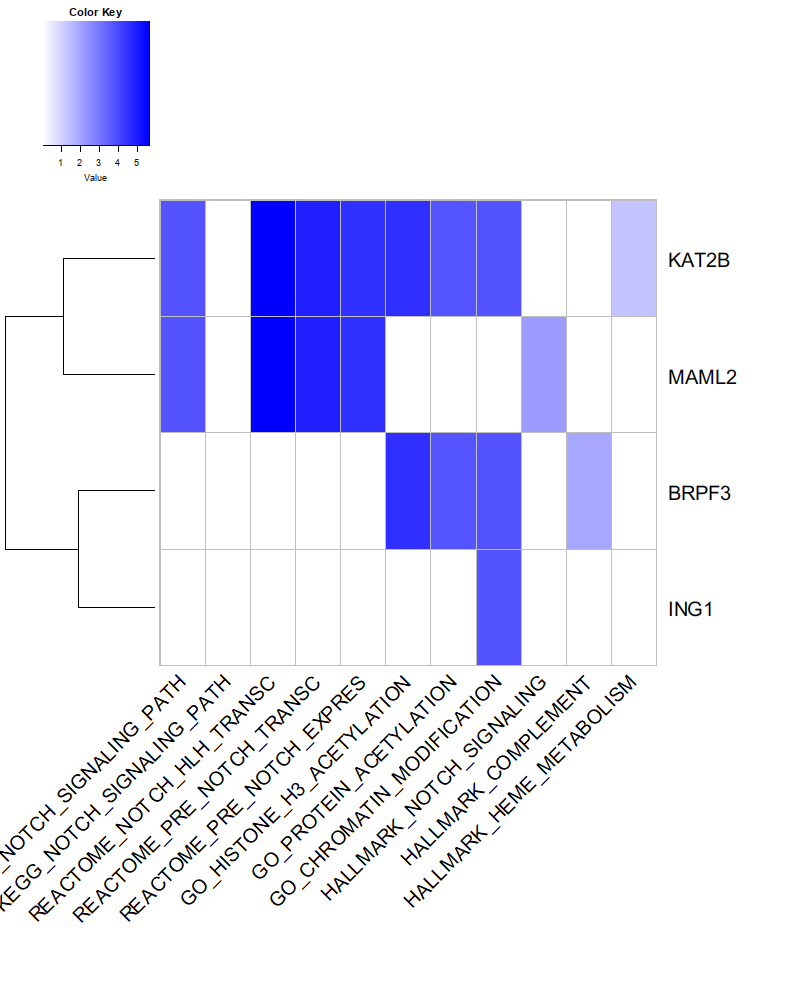 Color Key
1 2 3 4 5
Value
KAT2B
MAML2
BRPF3
ING1
_NOTCH_SIGNALING_PATH
KEGG_NOTCH_SIGNALING_PATH
REACTOME_NOTCH_HLH_TRANSC
REACTOME_PRE_NOTCH_TRANSC
REACTOME_PRE_NOTCH_EXPRES
GO_HISTONE_H3_ACETYLATION
GO_PROTEIN_ACETYLATION
GO_CHROMATIN_MODIFICATION
HALLMARK_NOTCH_SIGNALING
HALLMARK_COMPLEMENT
HALLMARK_HEME_METABOLISM